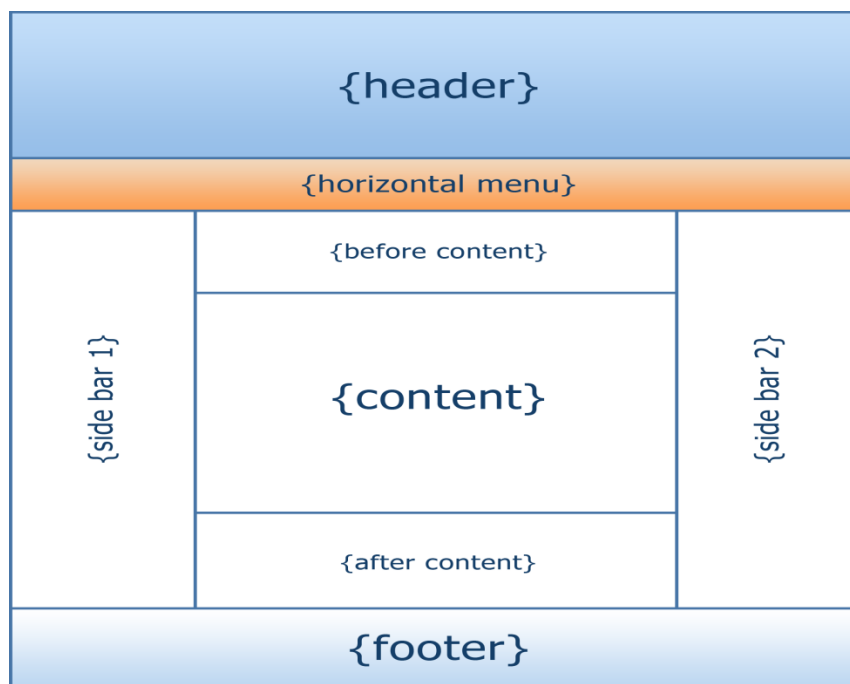 {header}
{horizontal menu}
{side bar 1}
{before content}
{content}
{after content}
{side bar 2}
{footer}